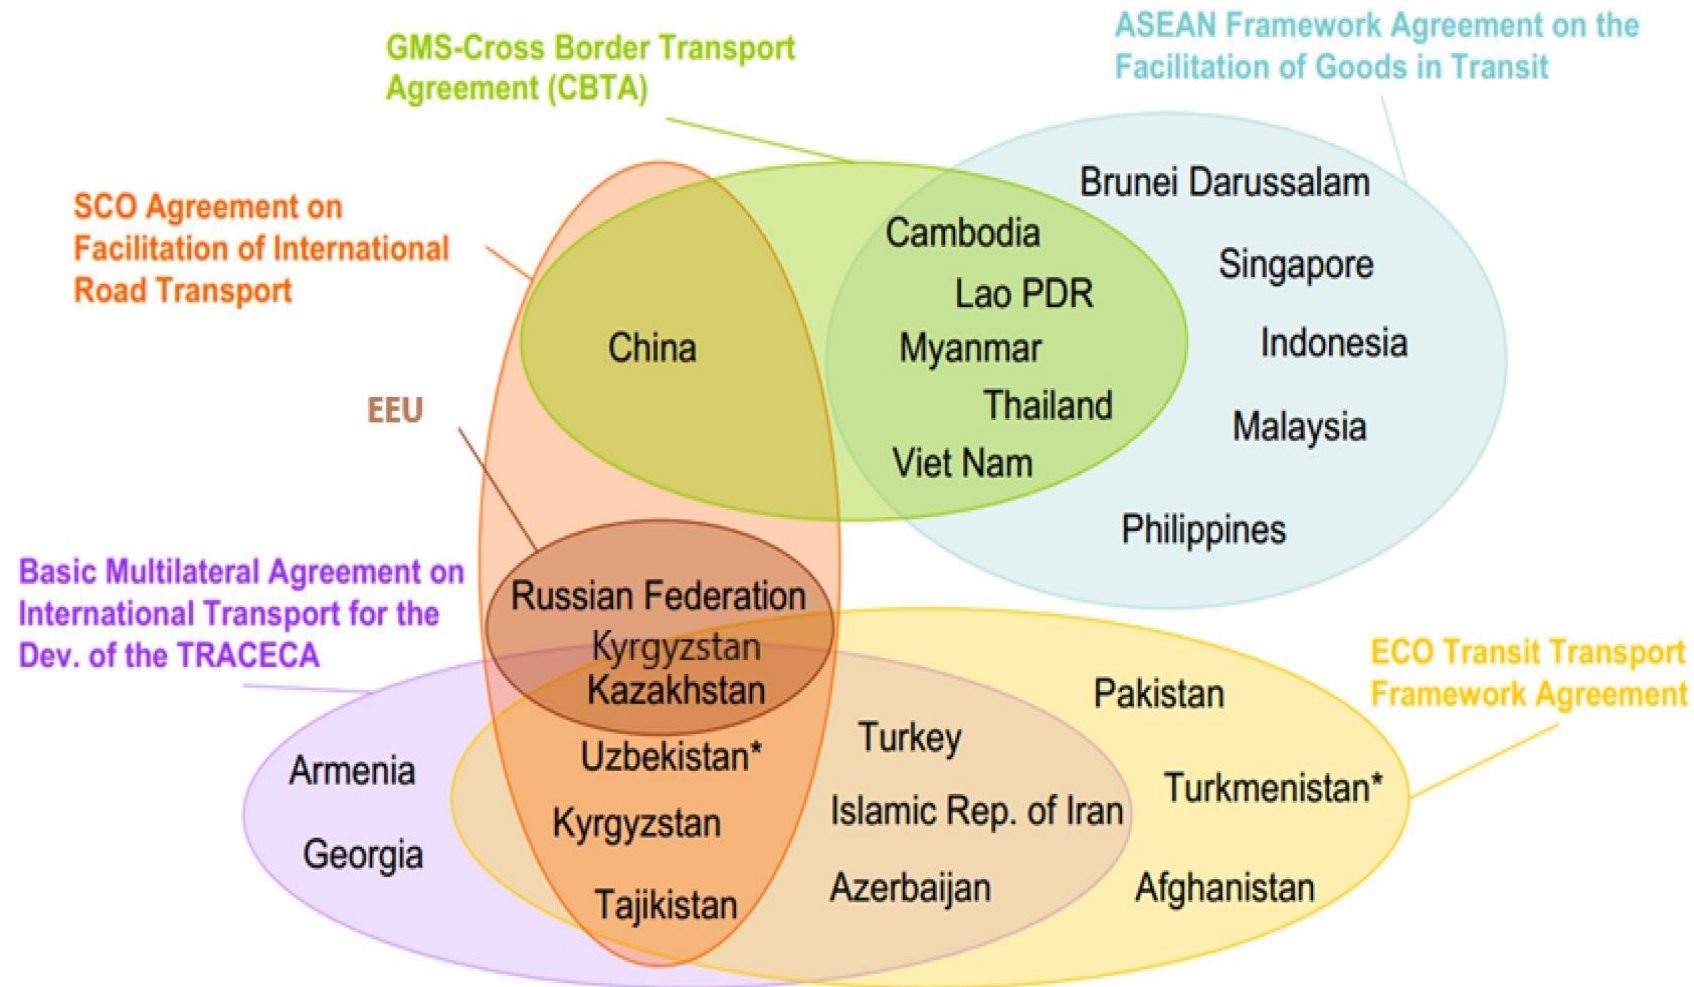 GMS-Cross Border Transport
Agreement (CBTA)
ASEAN Framework Agreement on the
Facilitation of Goods in Transit
SCO Agreement on
Facilitation of International
Road Transport
EEU
Basic Multilateral Agreement on
International Transport for the
Dev. of the TRACECA
ECO Transit Transport
Framework Agreement
China
Cambodia
Lao PDR
Myanmar
Thailand
Viet Nam
Brunei Darussalam
Singapore
Indonesia
Malaysia
Philippines
Russian Federation
Kyrgyzstan
Kazakhstan
Uzbekistan*
Kyrgyzstan
Tajikistan
Armenia
Georgia
Turkey
Islamic Rep. of Iran
Azerbaijan
Pakistan
Turkmenistan*
Afghanistan